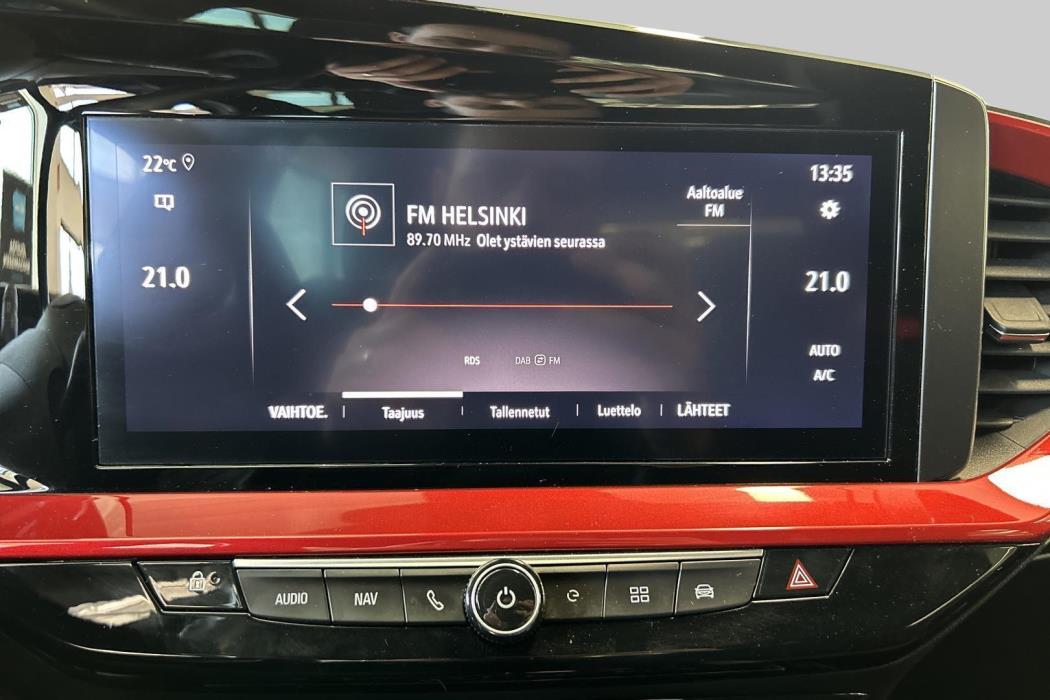 22°C
13:35
Aaltoalue
FM
FM HELSINKI
89.70 MHz Olet ystävien seurassa
21.0
21.0
RDS
DAB FM
AUTO
A/C
VAIHTOE.
Taajuus
Tallennetut
Luettelo
LÄHTEET
AUDIO
NAV